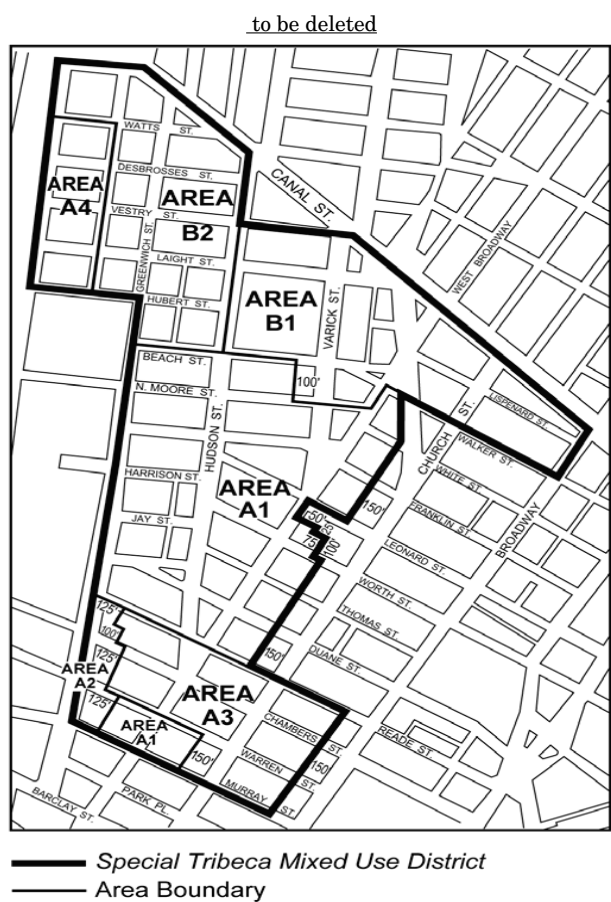 to be deleted
WATTS ST.
DESBROSSES ST.
CANAL ST.
AREA
A4
AREA
B2
VESTRY ST.
GREENWICH ST.
LAIGHT ST.
WEST BROADWAY
HUBERT ST.
AREA
B1
VARICK ST.
BEACH ST.
100'
N. MOORE ST.
LISPENARD ST.
HUDSON ST.
CHURCH ST.
WALKER ST.
HARRISON ST.
WHITE ST.
AREA
A1
150'
FRANKLIN ST.
BROADWAY
JAY ST.
50'
25'
75'
100'
LEONARD ST.
WORTH ST.
125'
THOMAS ST.
100'
125'
150'
DUANE ST.
AREA
A2
AREA
A3
125'
AREA
A1
CHAMBERS ST
READE ST.
150'
WARREN ST.
150'
MURRAY ST.
PARK PL.
BARCLAY ST.
Special Tribeca Mixed Use District
Area Boundary